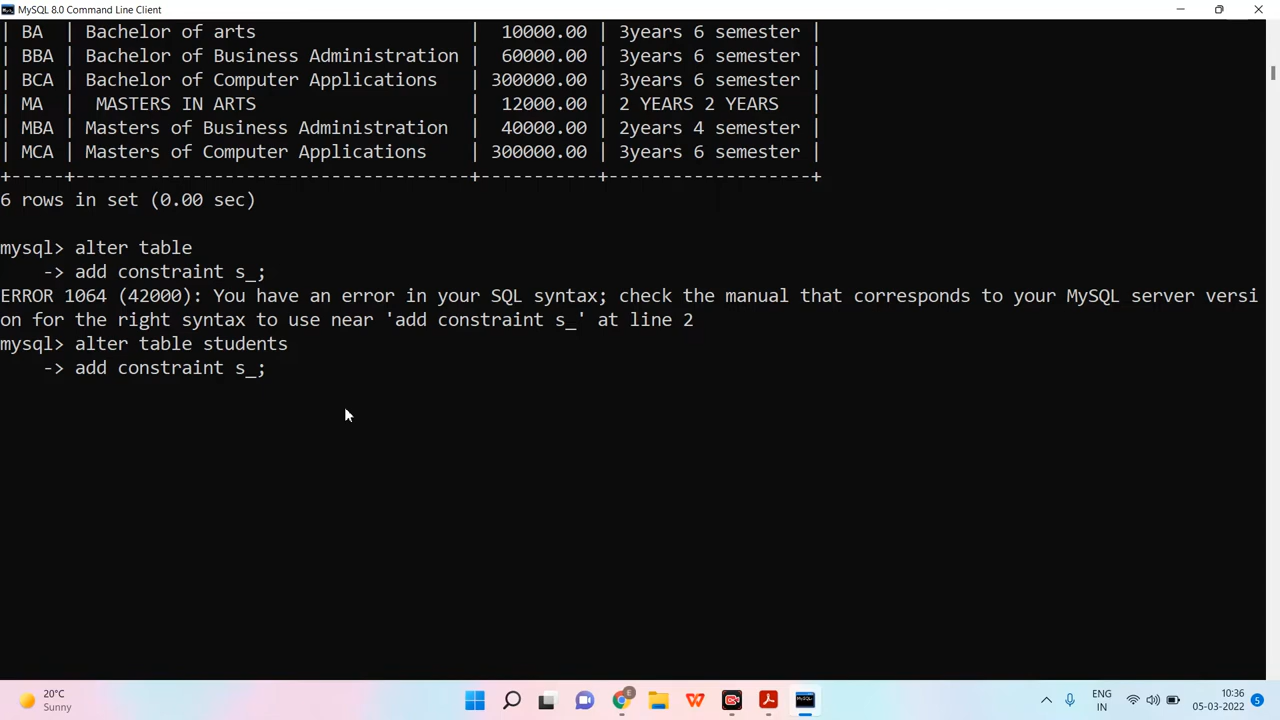 MySQL 8.0 Command Line Client
| BA | Bachelor of arts | 10000.00 | 3years 6 semester |
| BBA | Bachelor of Business Administration | 60000.00 | 3years 6 semester |
| BCA | Bachelor of Computer Applications | 300000.00 | 3years 6 semester |
| MA | MASTERS IN ARTS | 12000.00 | 2 YEARS 2 YEARS |
| MBA | Masters of Business Administration | 40000.00 | 2years 4 semester |
| MCA | Masters of Computer Applications | 300000.00 | 3years 6 semester |
+-----+-------------------------------------+-----------+-------------------+
6 rows in set (0.00 sec)
mysql> alter table
-> add constraint s_;
ERROR 1064 (42000): You have an error in your SQL syntax; check the manual that corresponds to your MySQL server versi
on for the right syntax to use near 'add constraint s_' at line 2
mysql> alter table students
-> add constraint s_;
20°C
Sunny
E
W
ENG
IN
10:36
05-03-2022
5